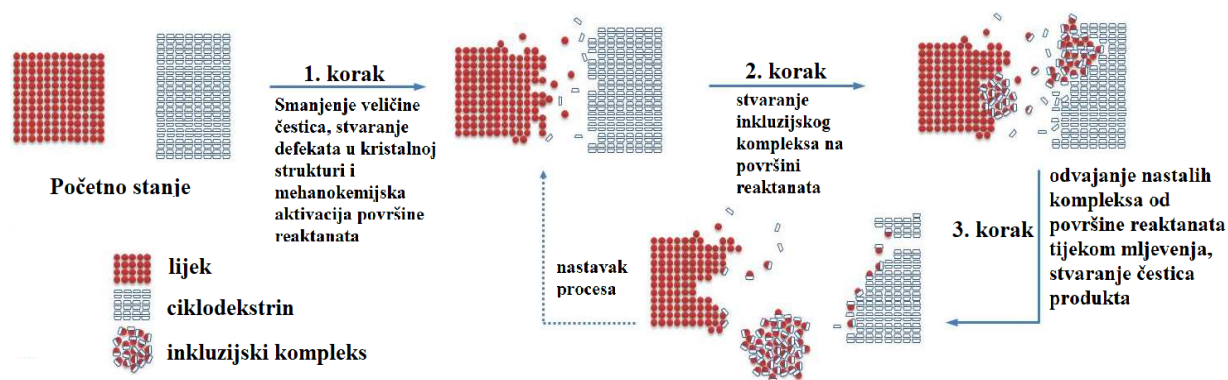 Početno stanje
1. korak
Smanjenje veličine
čestica, stvaranje
defekata u kristalnoj
strukturi i
mehanokemijska
aktivacija površine
reaktanata
2. korak
stvaranje
inkluzijskog
kompleksa na
površini
reaktanata
3. korak
odvajanje nastalih
kompleksa od
površine reaktanata
tijekom mljevenja,
stvaranje čestica
produkta
nastavak
procesa
lijek
ciklodekstrin
inkluzijski kompleks